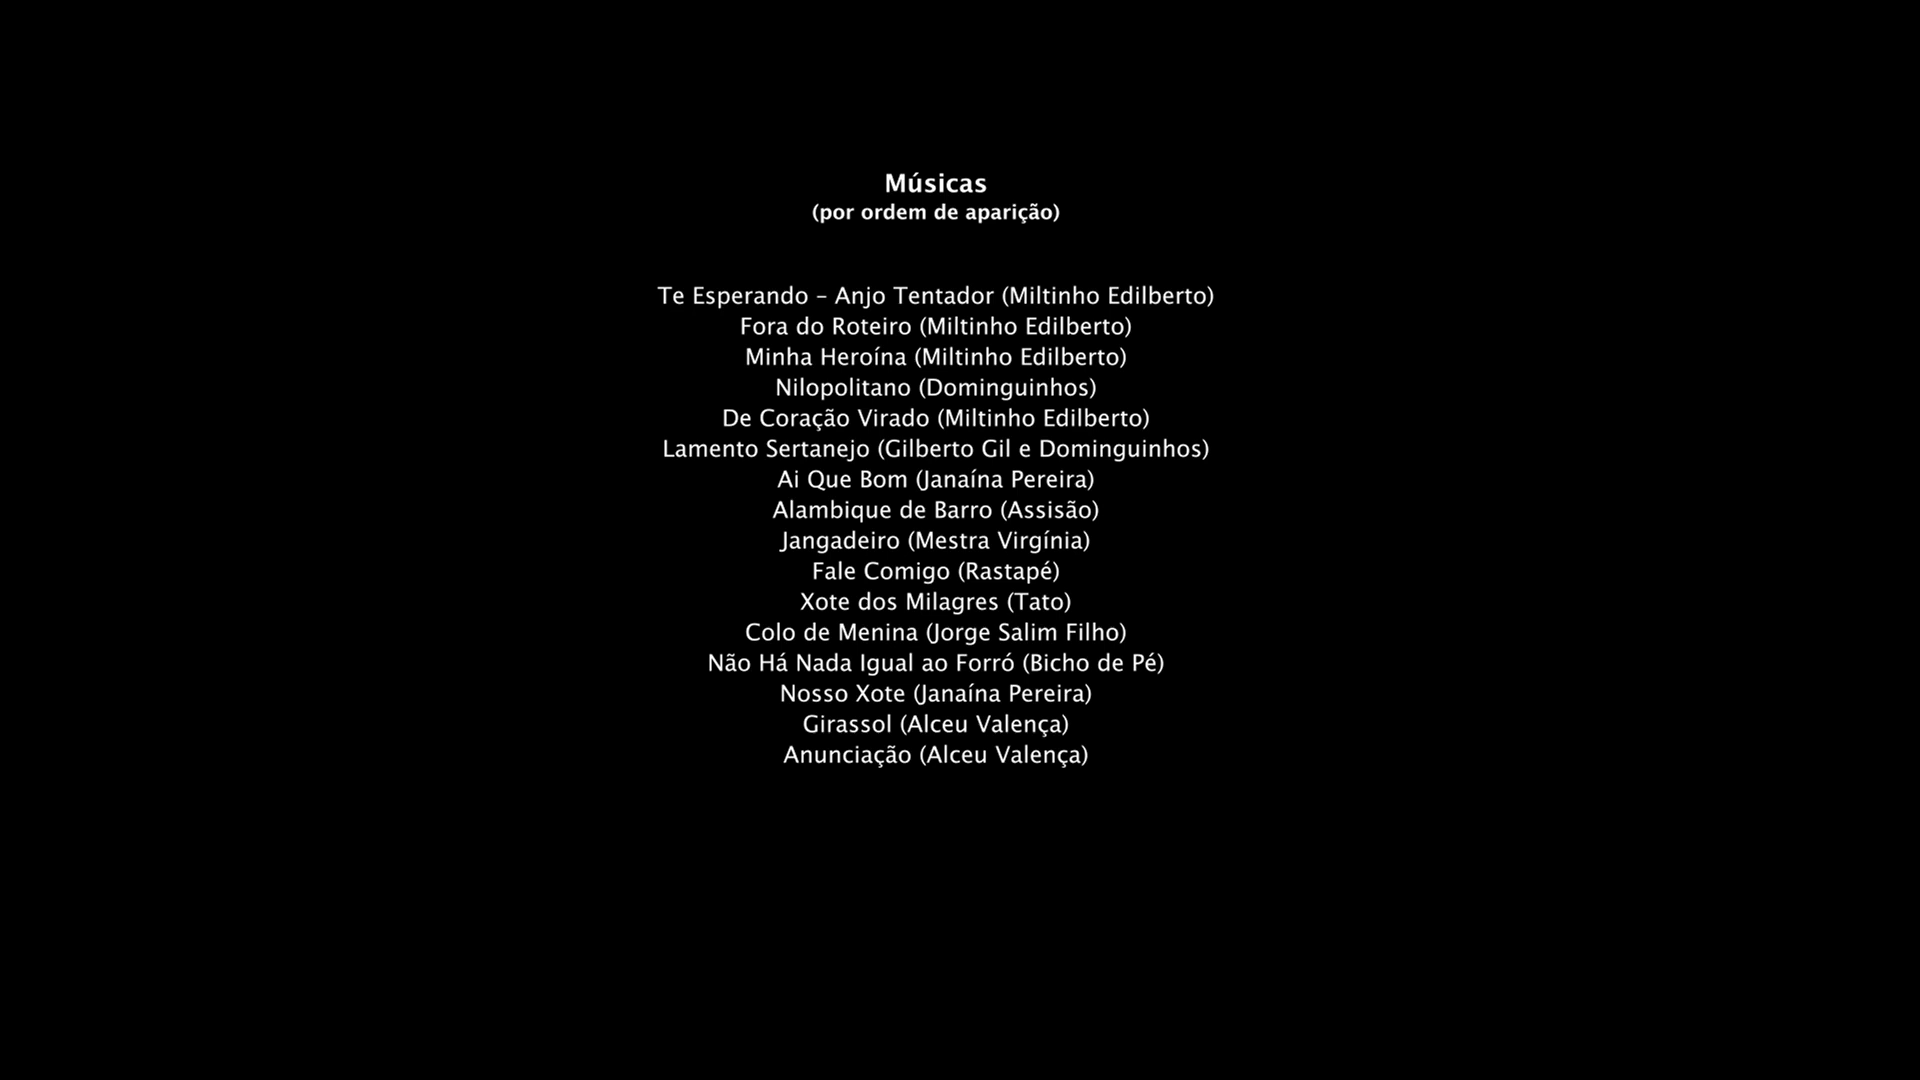 Músicas
(por ordem de aparição)
Te Esperando – Anjo Tentador (Miltinho Edilberto)
Fora do Roteiro (Miltinho Edilberto)
Minha Heroína (Miltinho Edilberto)
Nilopolitano (Dominguinhos)
De Coração Virado (Miltinho Edilberto)
Lamento Sertanejo (Gilberto Gil e Dominguinhos)
Ai Que Bom (Janaína Pereira)
Alambique de Barro (Assisão)
Jangadeiro (Mestra Virgínia)
Fale Comigo (Rastapé)
Xote dos Milagres (Tato)
Colo de Menina (Jorge Salim Filho)
Não Há Nada Igual ao Forró (Bicho de Pé)
Nosso Xote (Janaína Pereira)
Girassol (Alceu Valença)
Anunciação (Alceu Valença)